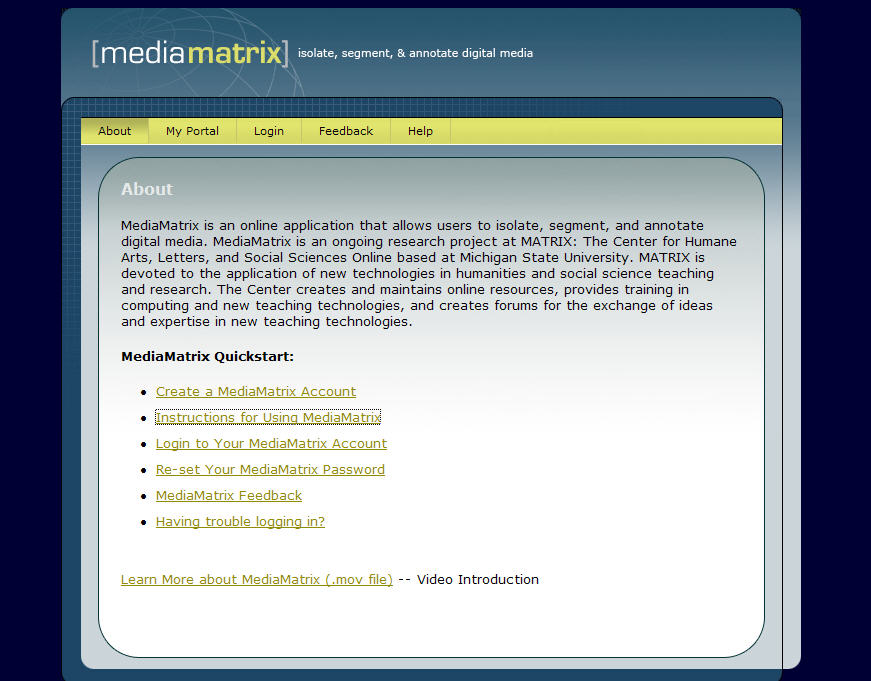 [mediamatrix] isolate, segment, & annotate digital media
About My Portal Login Feedback Help
About
MediaMatrix is an online application that allows users to isolate, segment, and annotate
digital media. MediaMatrix is an ongoing research project at MATRIX: The Center for Humane
Arts, Letters, and Social Sciences Online based at Michigan State University. MATRIX is
devoted to the application of new technologies in humanities and social science teaching
and research. The Center creates and maintains online resources, provides training in
computing and new teaching technologies, and creates forums for the exchange of ideas
and expertise in new teaching technologies.
MediaMatrix Quickstart:
• Create a MediaMatrix Account
• Instructions for Using MediaMatrix
• Login to Your MediaMatrix Account
• Re-set Your MediaMatrix Password
• MediaMatrix Feedback
• Having trouble logging in?
Learn More about MediaMatrix (.mov file) -- Video Introduction